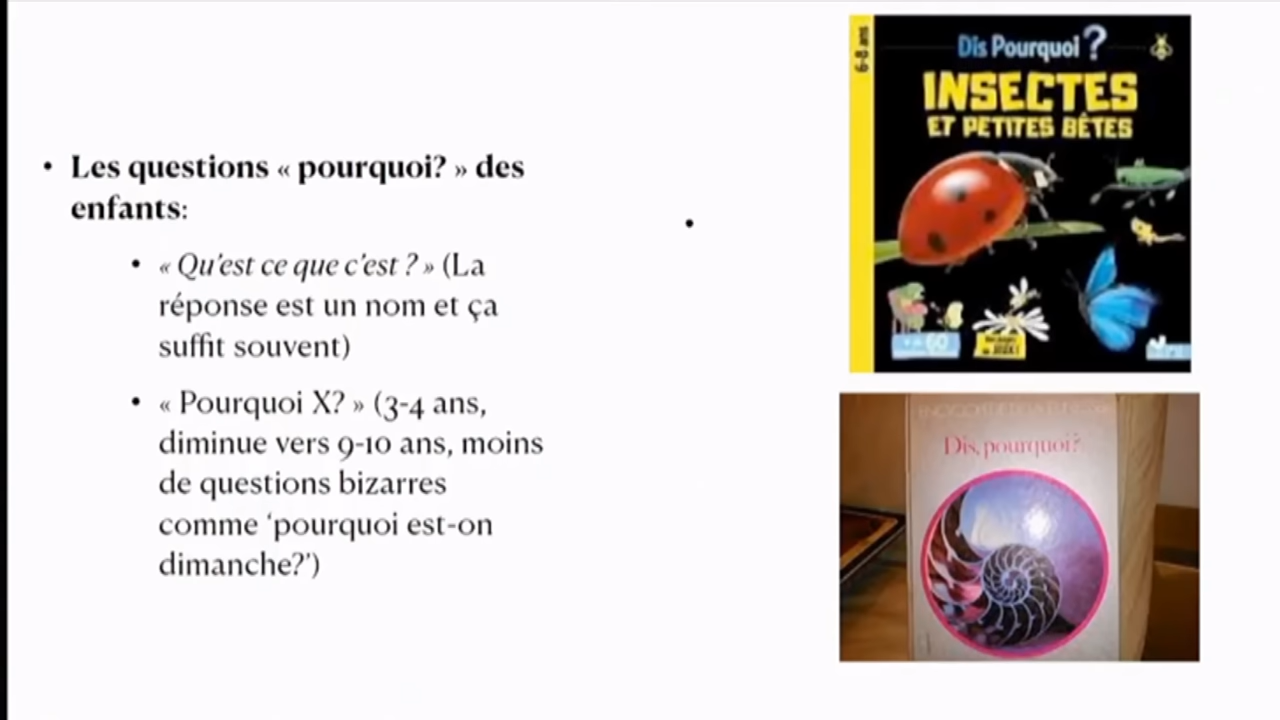 • Les questions « pourquoi? » des
enfants:
• « Qu'est ce que c'est ? » (La
réponse est un nom et ça
suffit souvent)
• « Pourquoi X? » (3-4 ans,
diminue vers 9-10 ans, moins
de questions bizarres
comme ‘pourquoi est-on
dimanche?’)
•
6-8 ans
Dis Pourquoi ?
INSECTES
ET PETITES BÊTES
60
Dis, pourquoi?